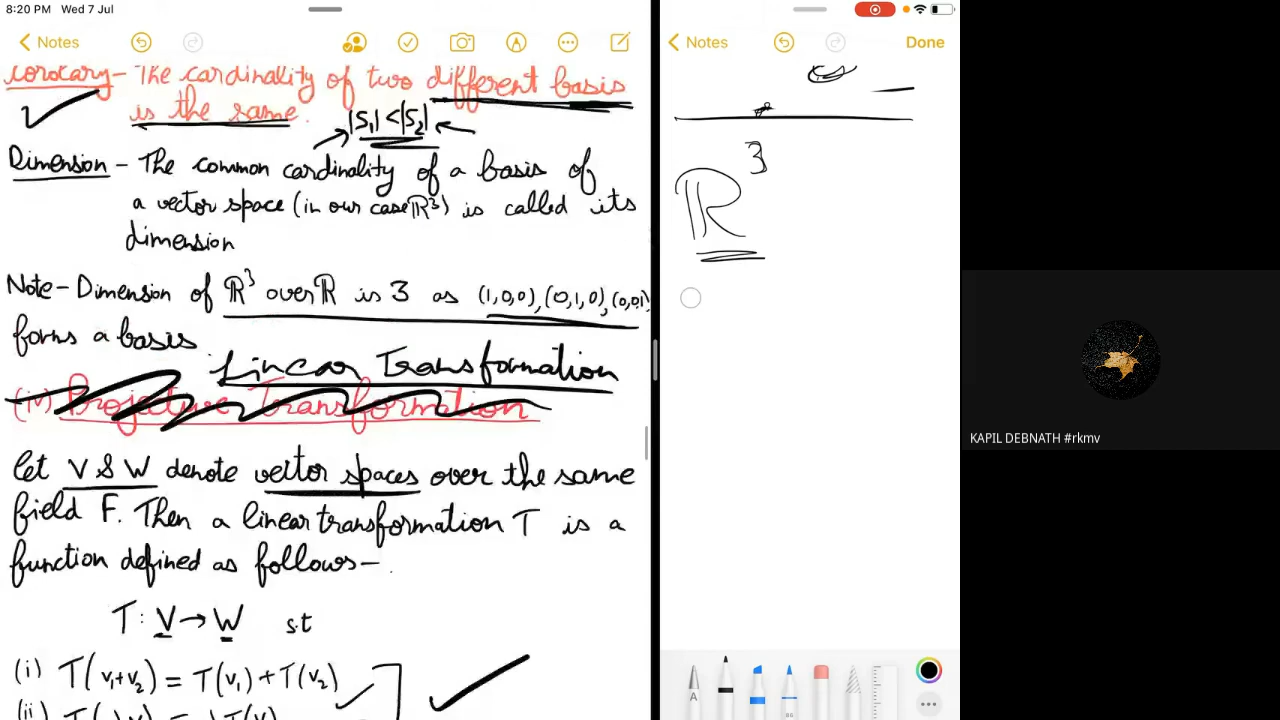 8:20 PM Wed 7 Jul
Notes
Corollary - The cardinality of two different basis
is the same.
|S₁| < |S₂|
Dimension - The common cardinality of a basis of
a vector space (in our case ℝ³) is called its
dimension
Note - Dimension of ℝ³ over ℝ is 3 as (1,0,0), (0,1,0), (0,0,1)
forms a basis
Linear Transformation
(iv) Projective Transformation
Let V & W denote vector spaces over the same
field F. Then a linear transformation T is a
function defined as follows -
T: V → W s.t
(i) T(v₁+v₂) = T(v₁) + T(v₂)
(ii)
Notes
Done
ℝ³
A
KAPIL DEBNATH #rkmv